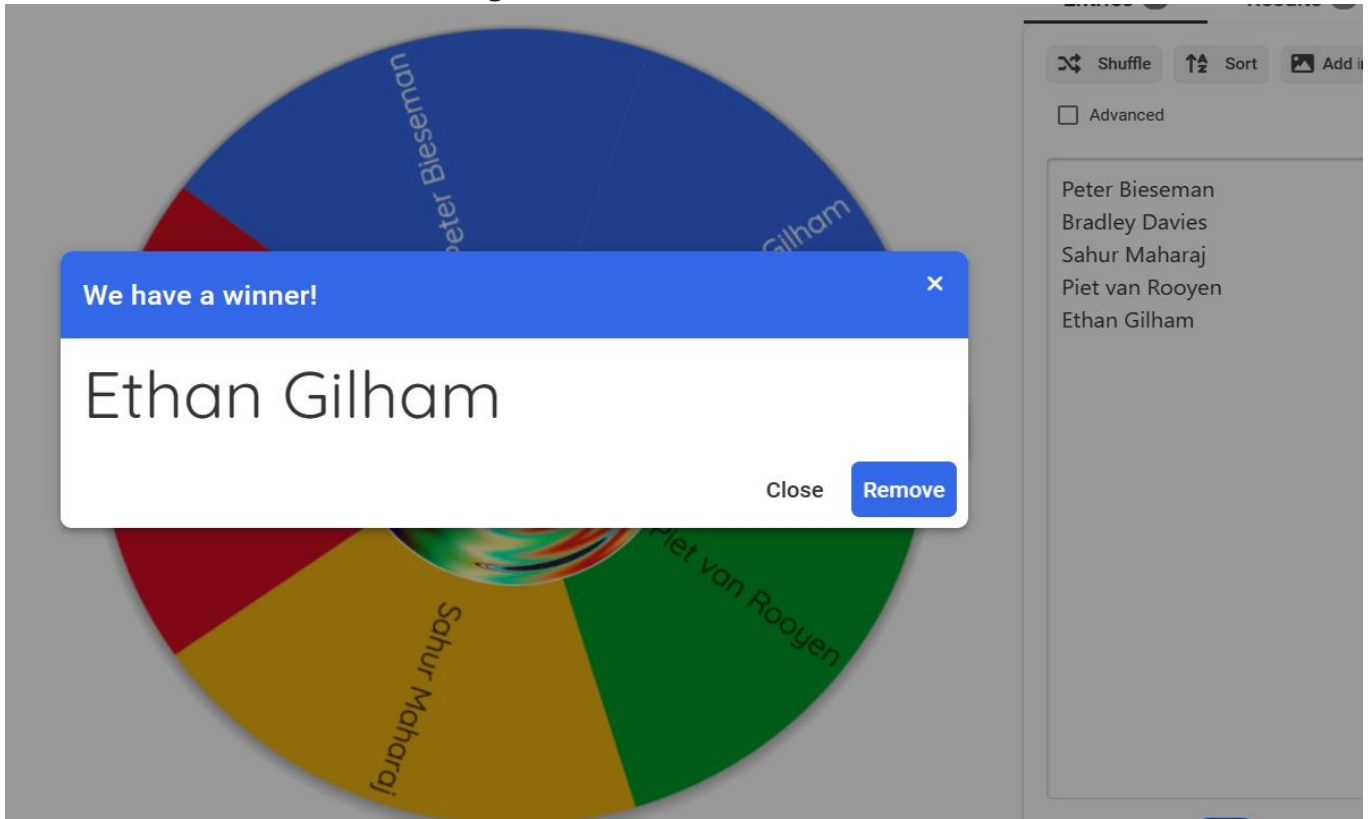 Shuffle
Sort
Add
Advanced
Peter Bieseman
Bradley Davies
Sahur Maharaj
Piet van Rooyen
Ethan Gilham
Peter Bieseman
Gilham
We have a winner!
Ethan Gilham
Close
Remove
Piet van Rooyen
Sahur Maharaj